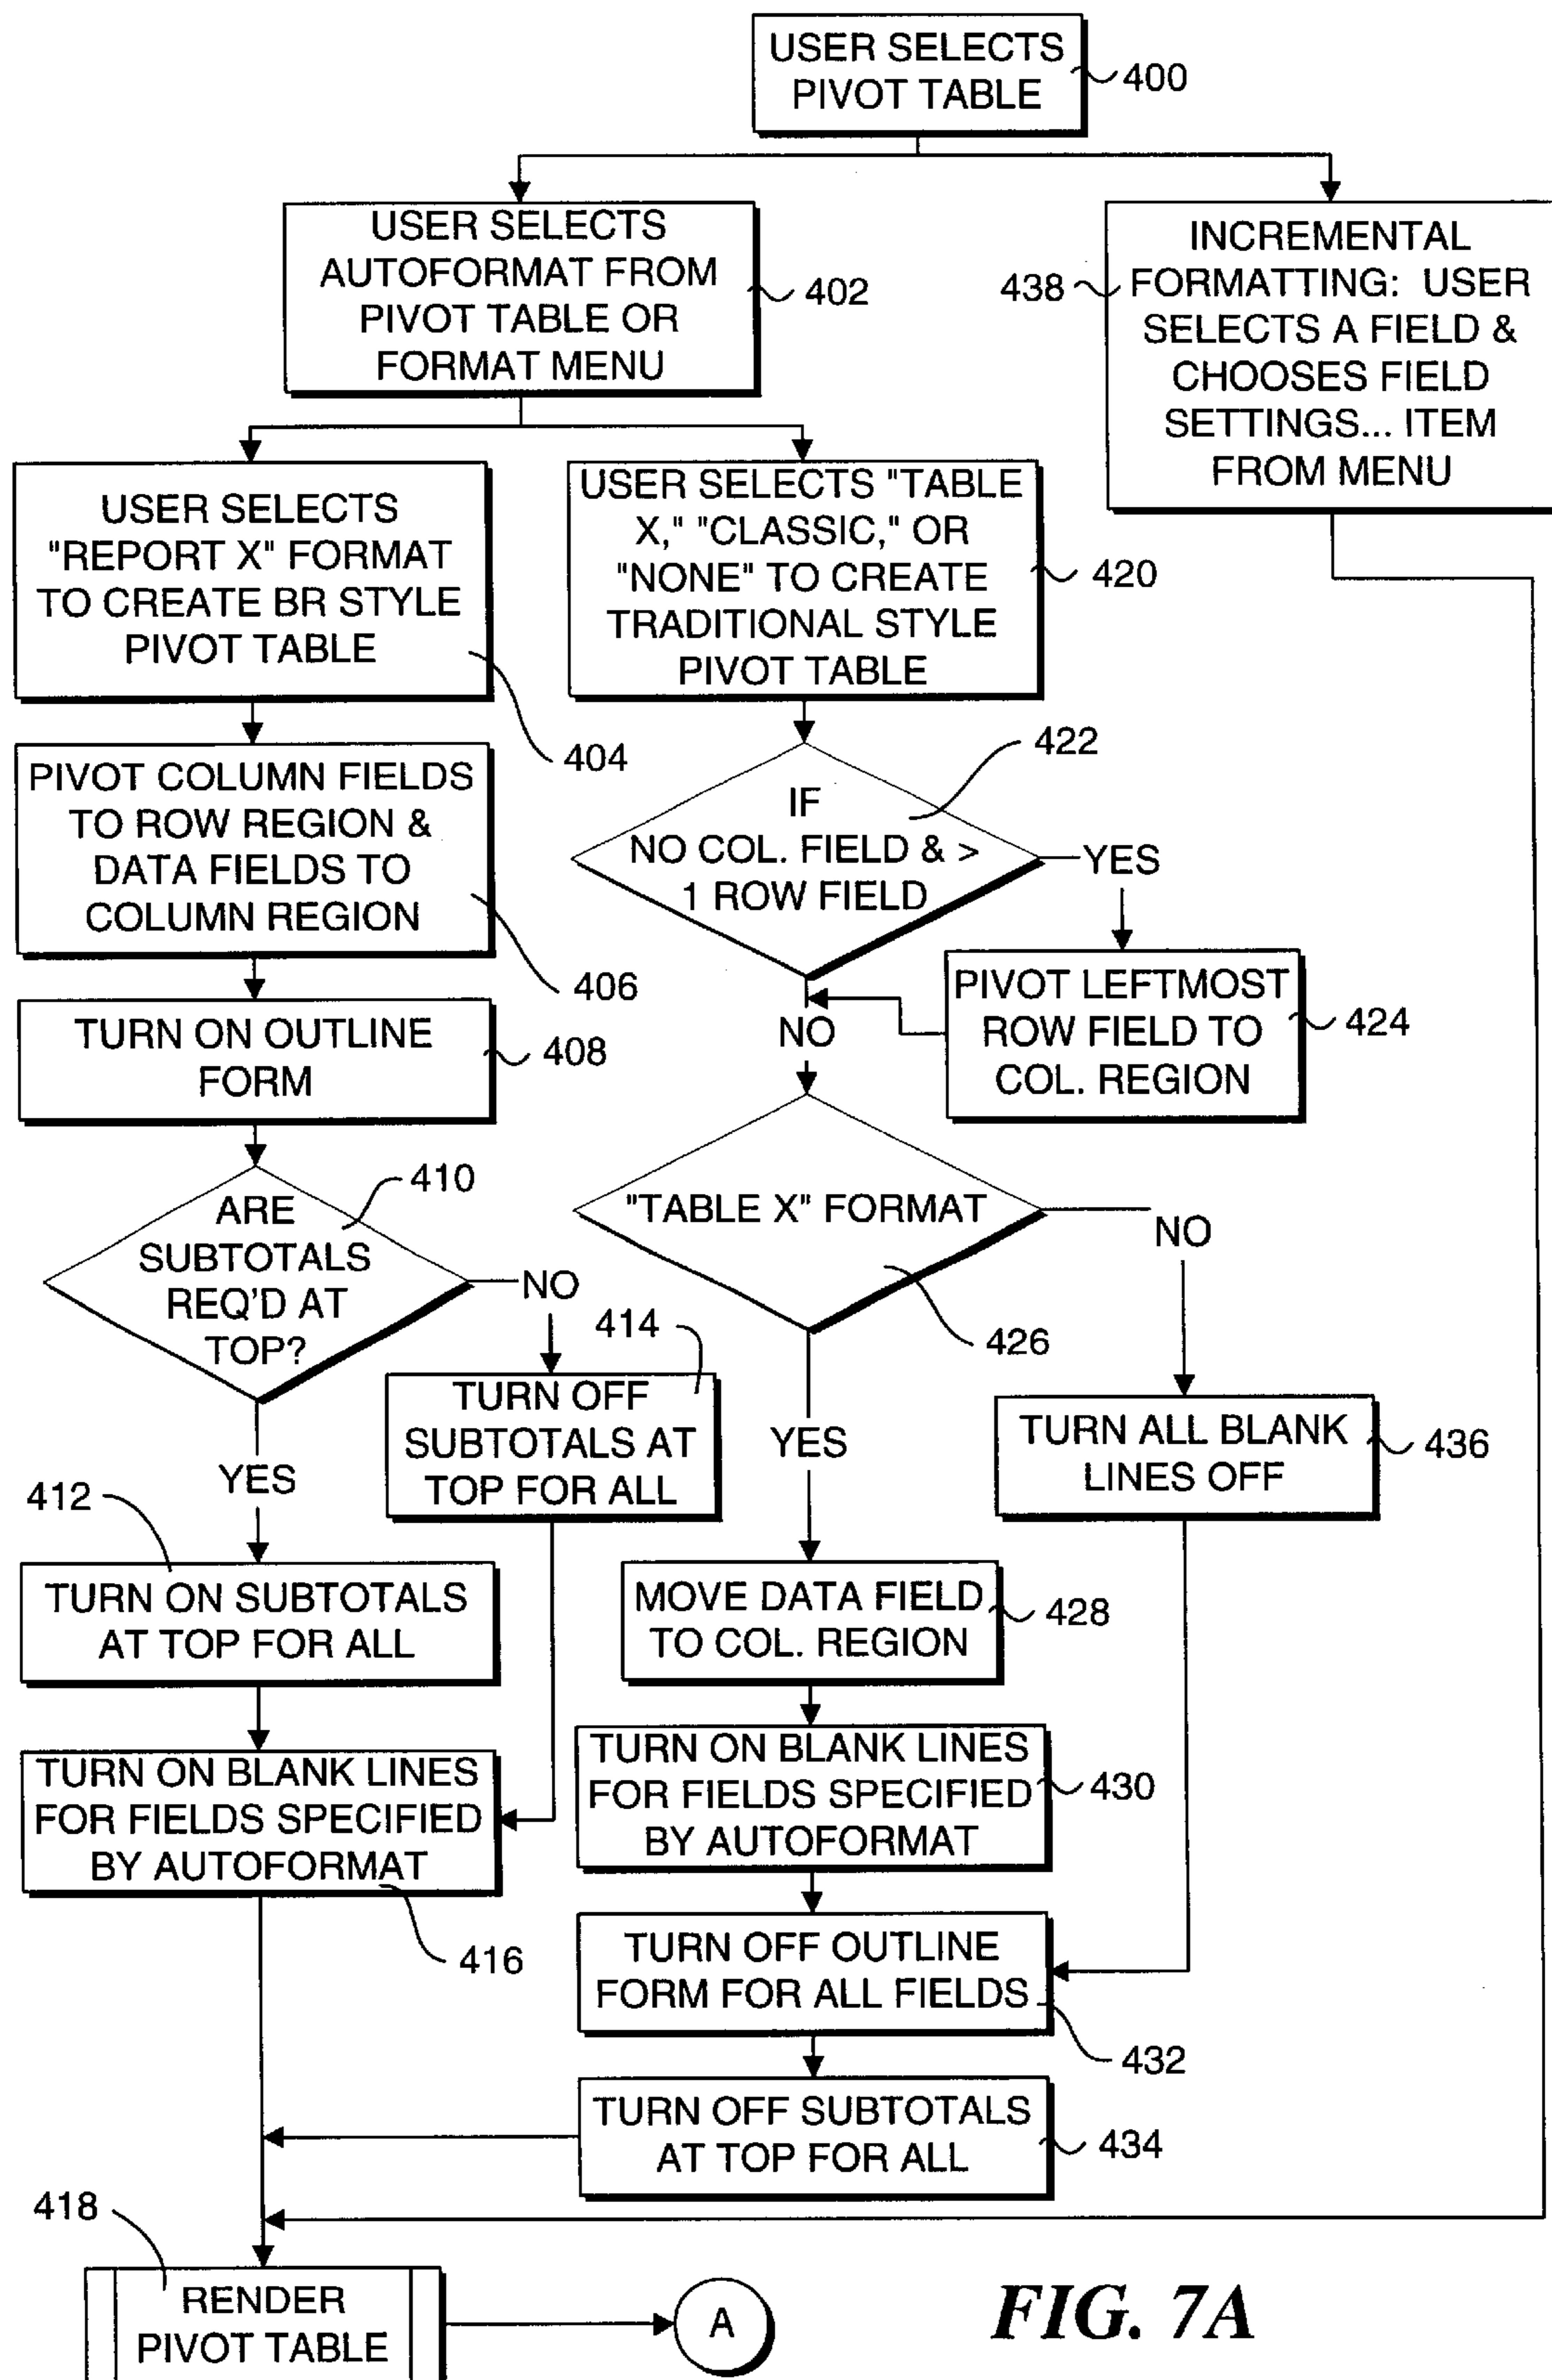 USER SELECTS
PIVOT TABLE
400
USER SELECTS
AUTOFORMAT FROM
PIVOT TABLE OR
FORMAT MENU
402
438
INCREMENTAL
FORMATTING: USER
SELECTS A FIELD &
CHOOSES FIELD
SETTINGS... ITEM
FROM MENU
USER SELECTS
"REPORT X" FORMAT
TO CREATE BR STYLE
PIVOT TABLE
404
USER SELECTS "TABLE
X," "CLASSIC," OR
"NONE" TO CREATE
TRADITIONAL STYLE
PIVOT TABLE
420
PIVOT COLUMN FIELDS
TO ROW REGION &
DATA FIELDS TO
COLUMN REGION
406
422
IF
NO COL. FIELD & >
1 ROW FIELD
YES
NO
PIVOT LEFTMOST
ROW FIELD TO
COL. REGION
424
TURN ON OUTLINE
FORM
408
410
ARE
SUBTOTALS
REQ'D AT
TOP?
NO
YES
"TABLE X" FORMAT
426
NO
YES
414
TURN OFF
SUBTOTALS AT
TOP FOR ALL
TURN ALL BLANK
LINES OFF
436
412
TURN ON SUBTOTALS
AT TOP FOR ALL
MOVE DATA FIELD
TO COL. REGION
428
TURN ON BLANK LINES
FOR FIELDS SPECIFIED
BY AUTOFORMAT
416
TURN ON BLANK LINES
FOR FIELDS SPECIFIED
BY AUTOFORMAT
430
TURN OFF OUTLINE
FORM FOR ALL FIELDS
432
TURN OFF SUBTOTALS
AT TOP FOR ALL
434
418
RENDER
PIVOT TABLE
A
FIG. 7A